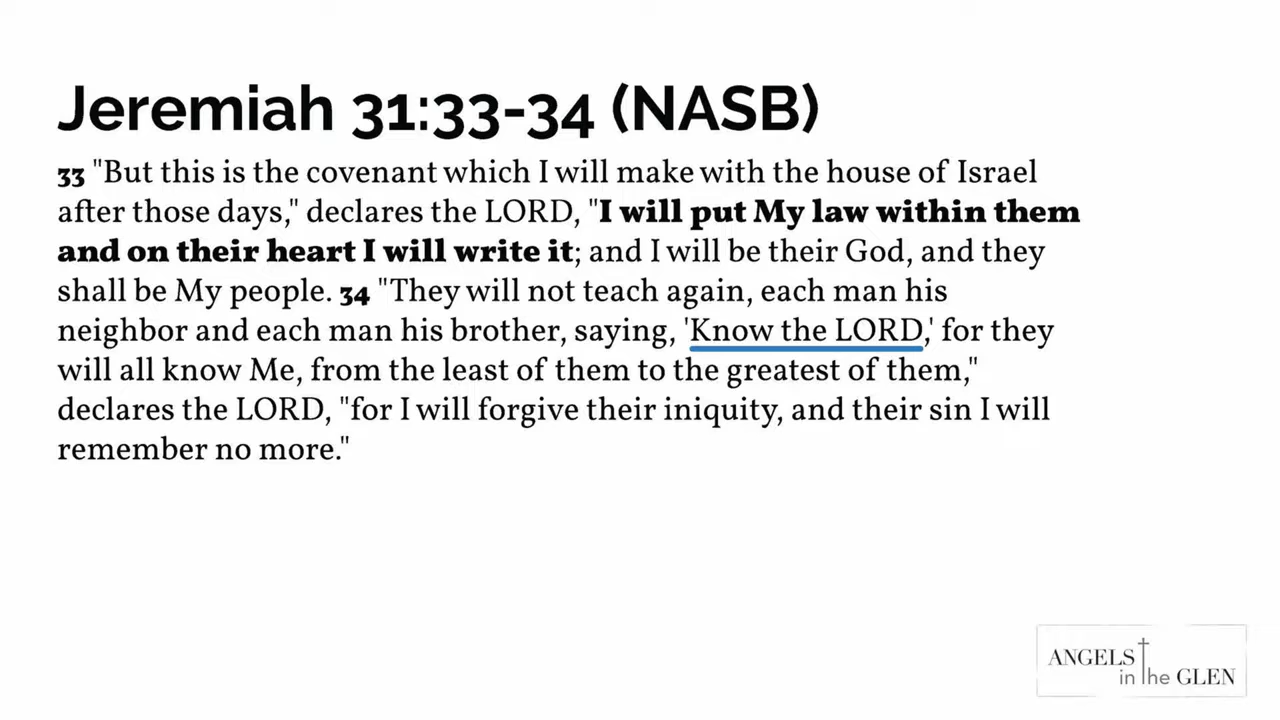 Jeremiah 31:33-34 (NASB)
33 "But this is the covenant which I will make with the house of Israel
after those days," declares the LORD, "I will put My law within them
and on their heart I will write it; and I will be their God, and they
shall be My people. 34 "They will not teach again, each man his
neighbor and each man his brother, saying, 'Know the LORD,' for they
will all know Me, from the least of them to the greatest of them,"
declares the LORD, "for I will forgive their iniquity, and their sin I will
remember no more."
ANGELS
in the GLEN